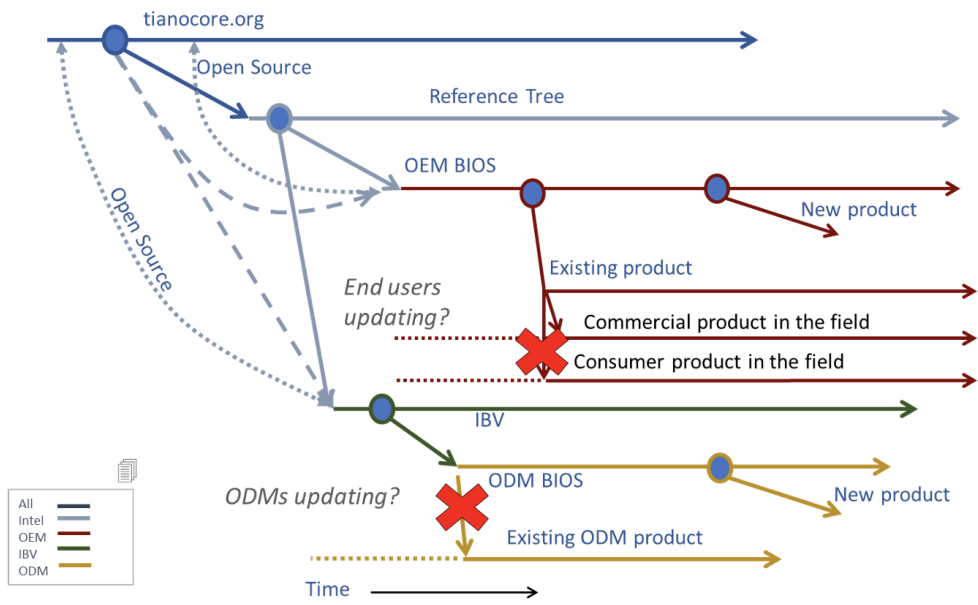 tianocore.org
Open Source
Reference Tree
OEM BIOS
New product
Open Source
Existing product
End users
updating?
Commercial product in the field
Consumer product in the field
IBV
ODM BIOS
ODMs updating?
New product
Existing ODM product
All
Intel
OEM
IBV
ODM
Time